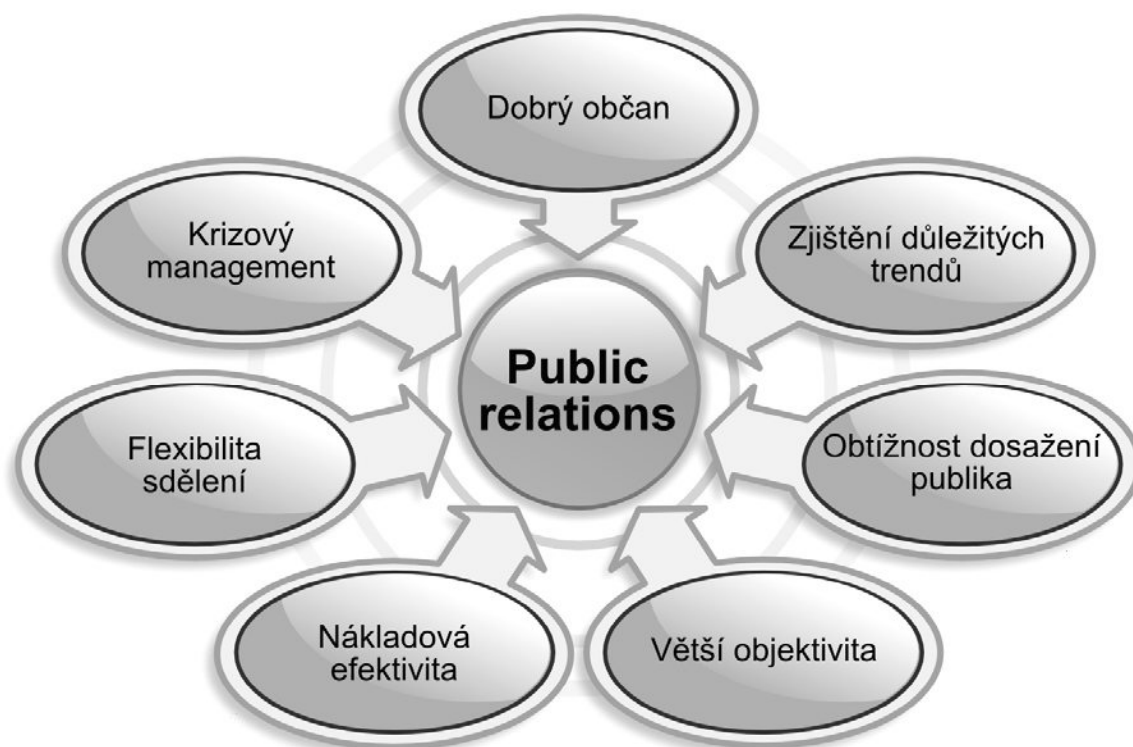 Dobrý občan
Krizový
management
Zjištění důležitých
trendů
Public
relations
Flexibilita
sdělení
Obtížnost dosažení
publika
Nákladová
efektivita
Větší objektivita